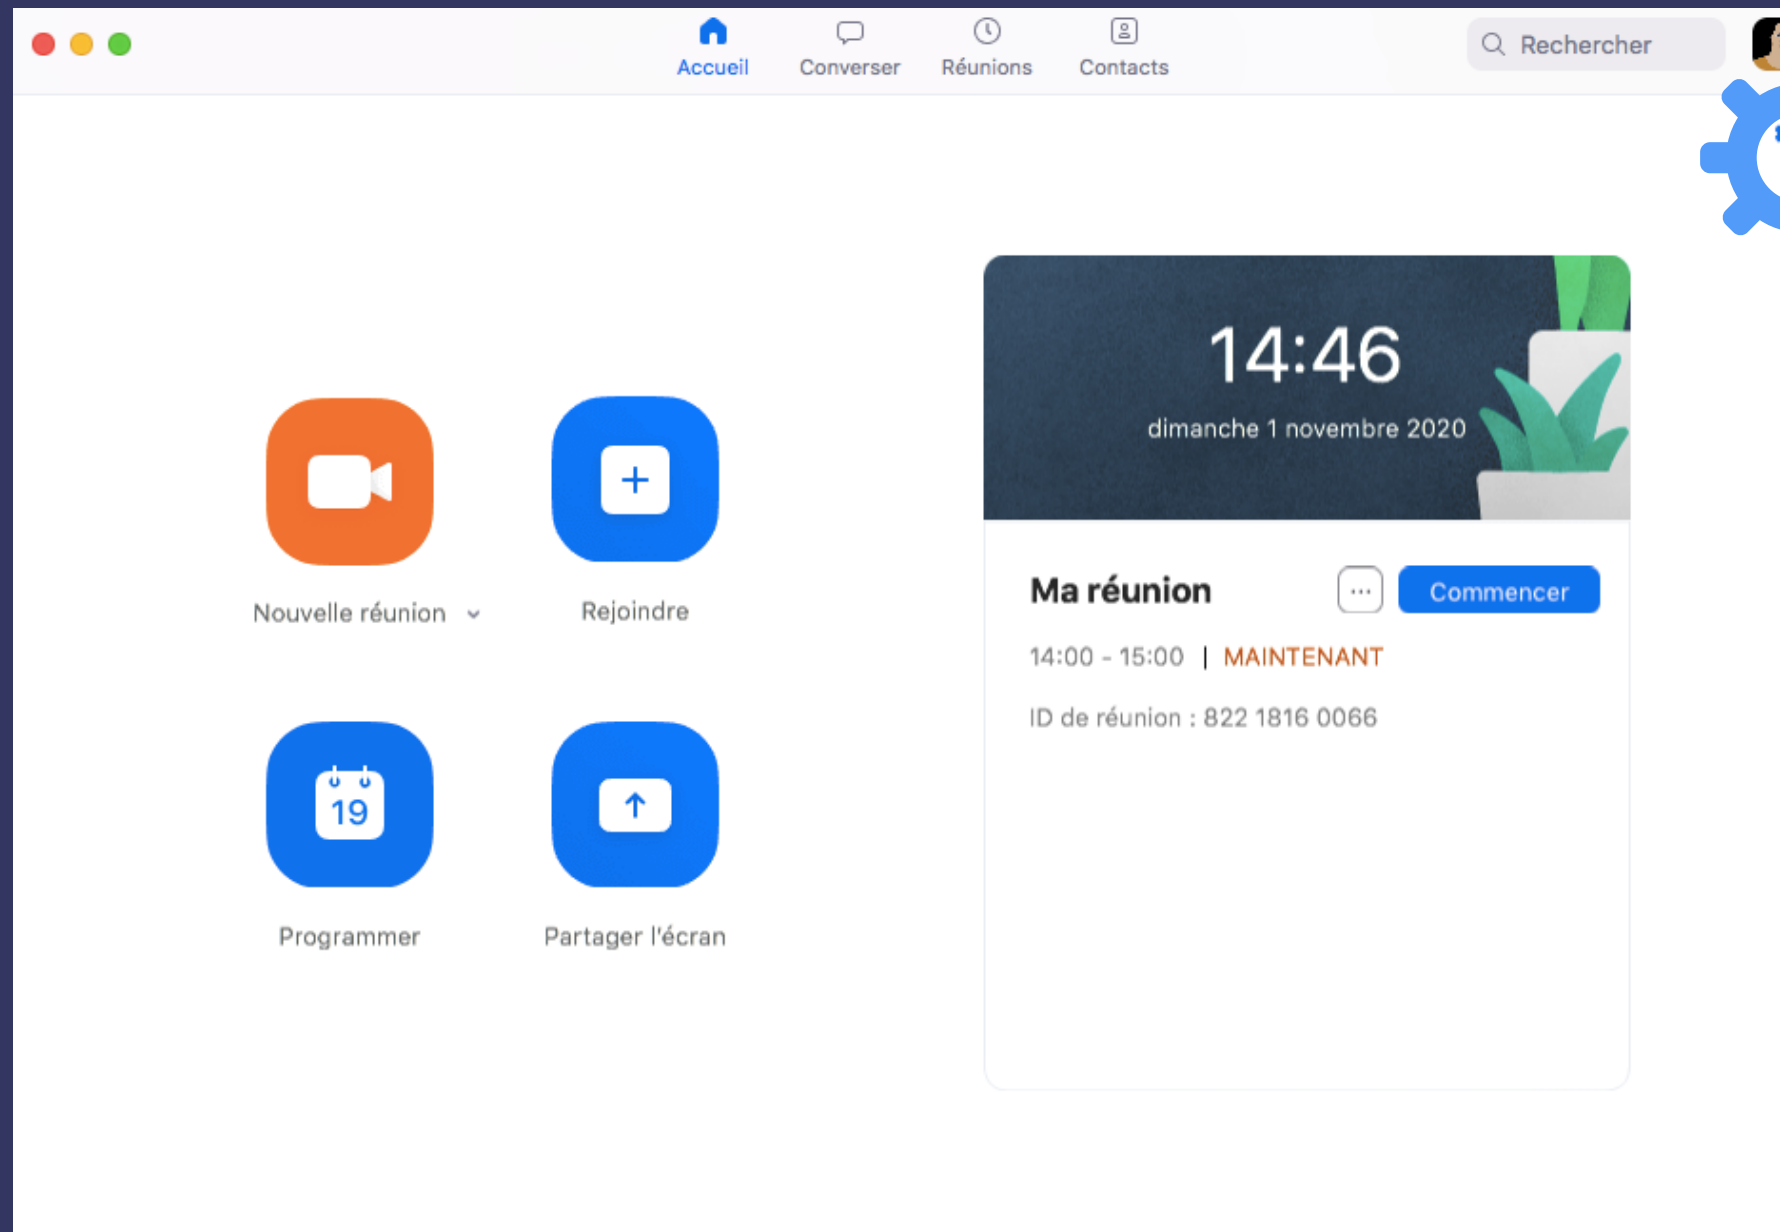 Accueil
Converser
Réunions
Contacts
Rechercher
14:46
dimanche 1 novembre 2020
Nouvelle réunion
Rejoindre
Ma réunion
...
Commencer
14:00 - 15:00 | MAINTENANT
ID de réunion : 822 1816 0066
19
Programmer
Partager l'écran